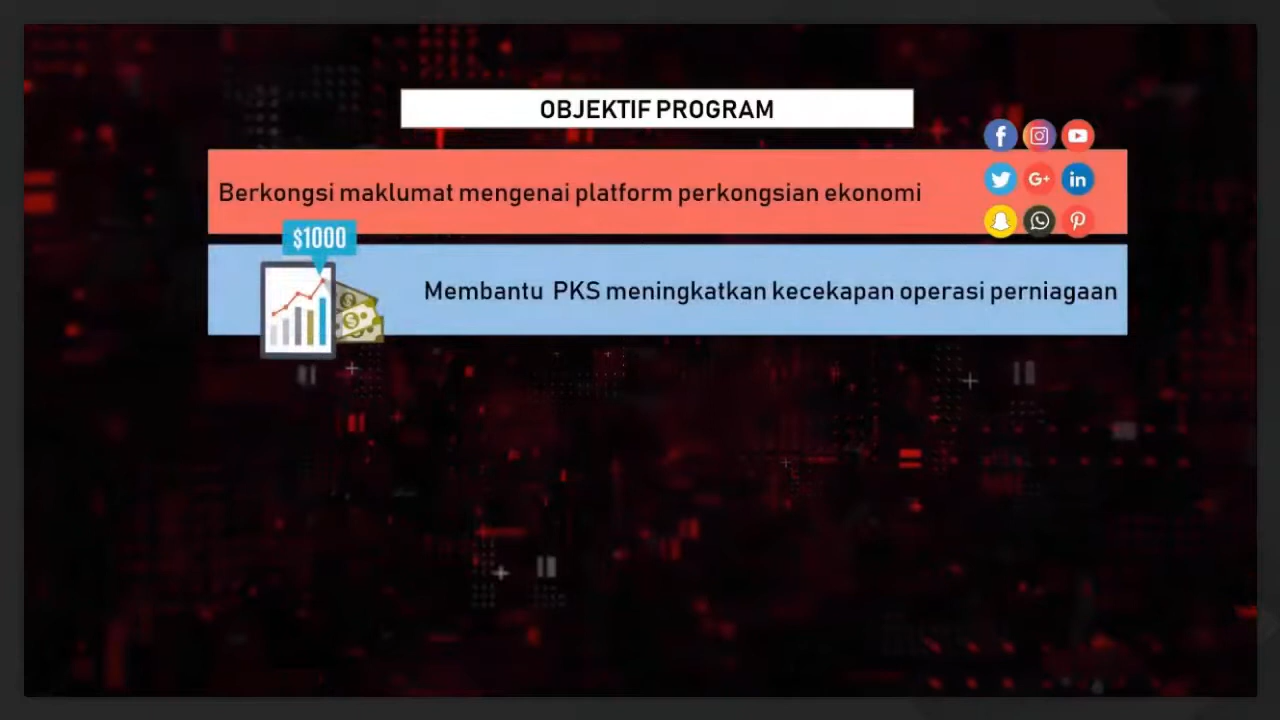 OBJEKTIF PROGRAM
Berkongsi maklumat mengenai platform perkongsian ekonomi
$1000
Membantu PKS meningkatkan kecekapan operasi perniagaan